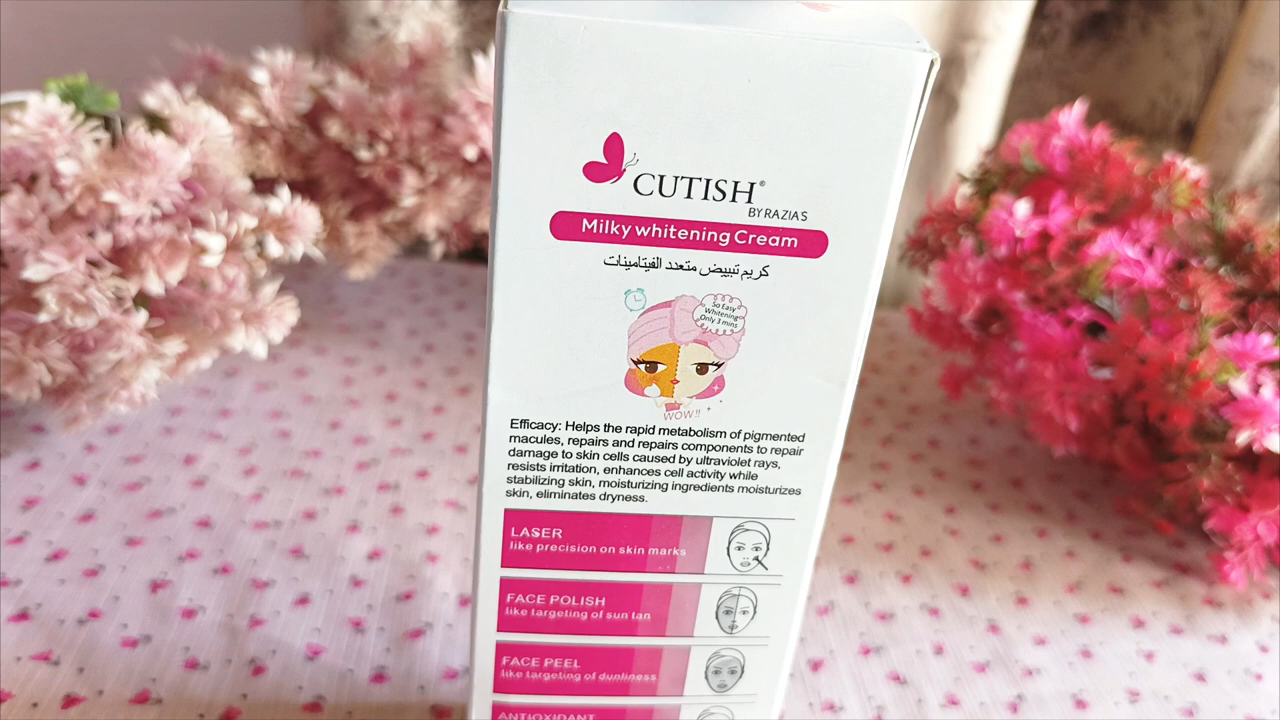 CUTISH®
BY RAZIA'S
Milky whitening Cream
كريم تبييض متعدد الفيتامينات
So Easy
Whitening
Only 3 mins
WOW!!
Efficacy: Helps the rapid metabolism of pigmented
macules, repairs and repairs components to repair
damage to skin cells caused by ultraviolet rays,
resists irritation, enhances cell activity while
stabilizing skin, moisturizing ingredients moisturizes
skin, eliminates dryness.
LASER
like precision on skin marks
FACE POLISH
like targeting of sun tan
FACE PEEL
like targeting of dunliness
ANTIOXIDANT